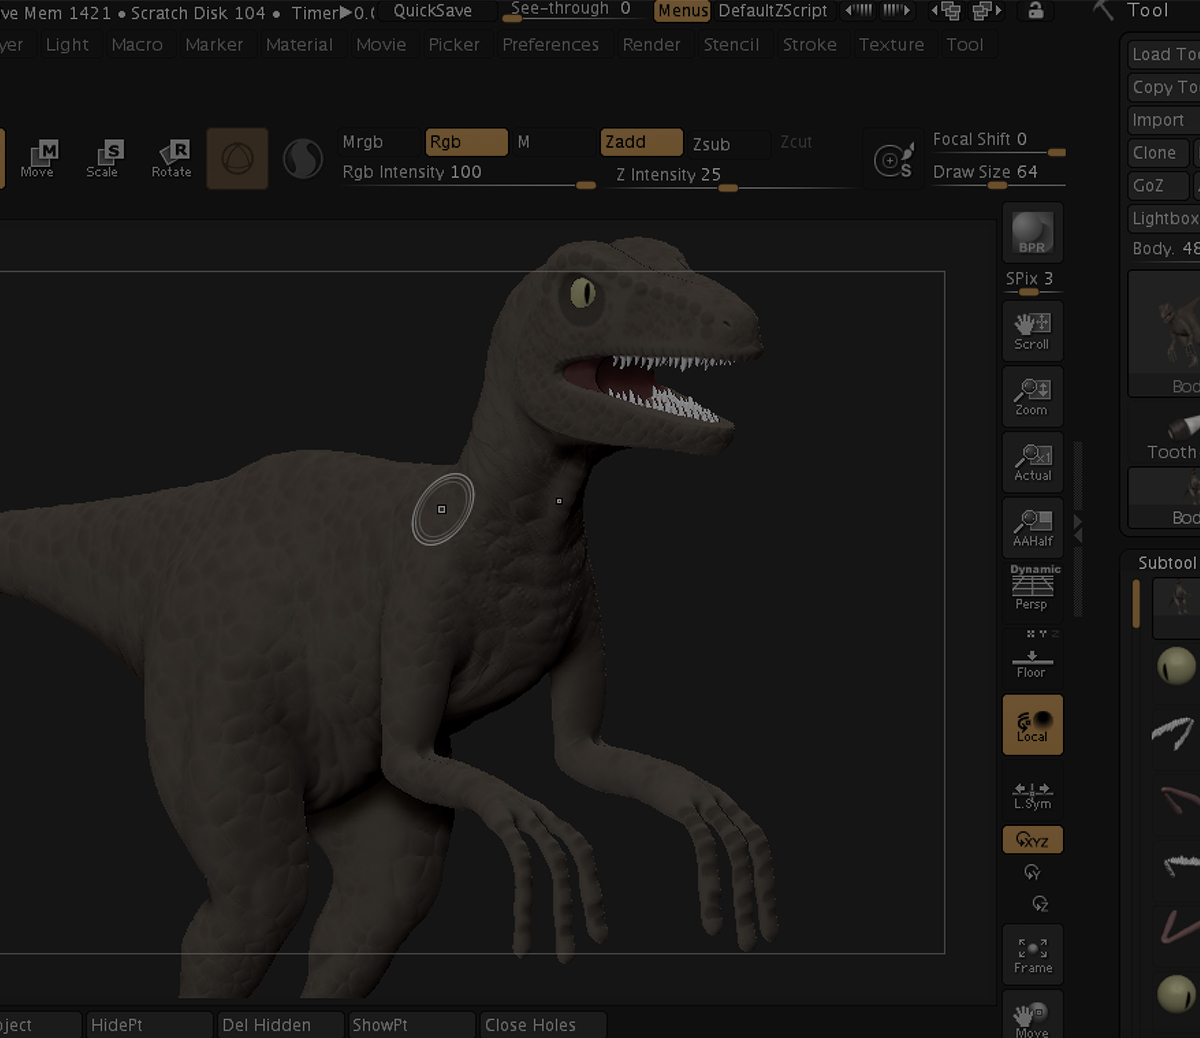 ve Mem 1421 • Scratch Disk 104 • Timer▶0.0 QuickSave See-through 0 Menus DefaultZScript Tool
yer Light Macro Marker Material Movie Picker Preferences Render Stencil Stroke Texture Tool
Load Too
Copy Too
Import
Clone
GoZ
Lightbox
Body. 48
Mrgb Rgb M Zadd Zsub Zcut Focal Shift 0
Move Scale Rotate Rgb Intensity 100 Z Intensity 25 S Draw Size 64
BPR
SPix 3
Scroll
Zoom
Actual
AAHalf
Dynamic
Persp
X Y Z
Floor
Local
L.Sym
XYZ
Y
Z
Frame
Move
Bod
Tooth
Bod
Subtool
oject HidePt Del Hidden ShowPt Close Holes